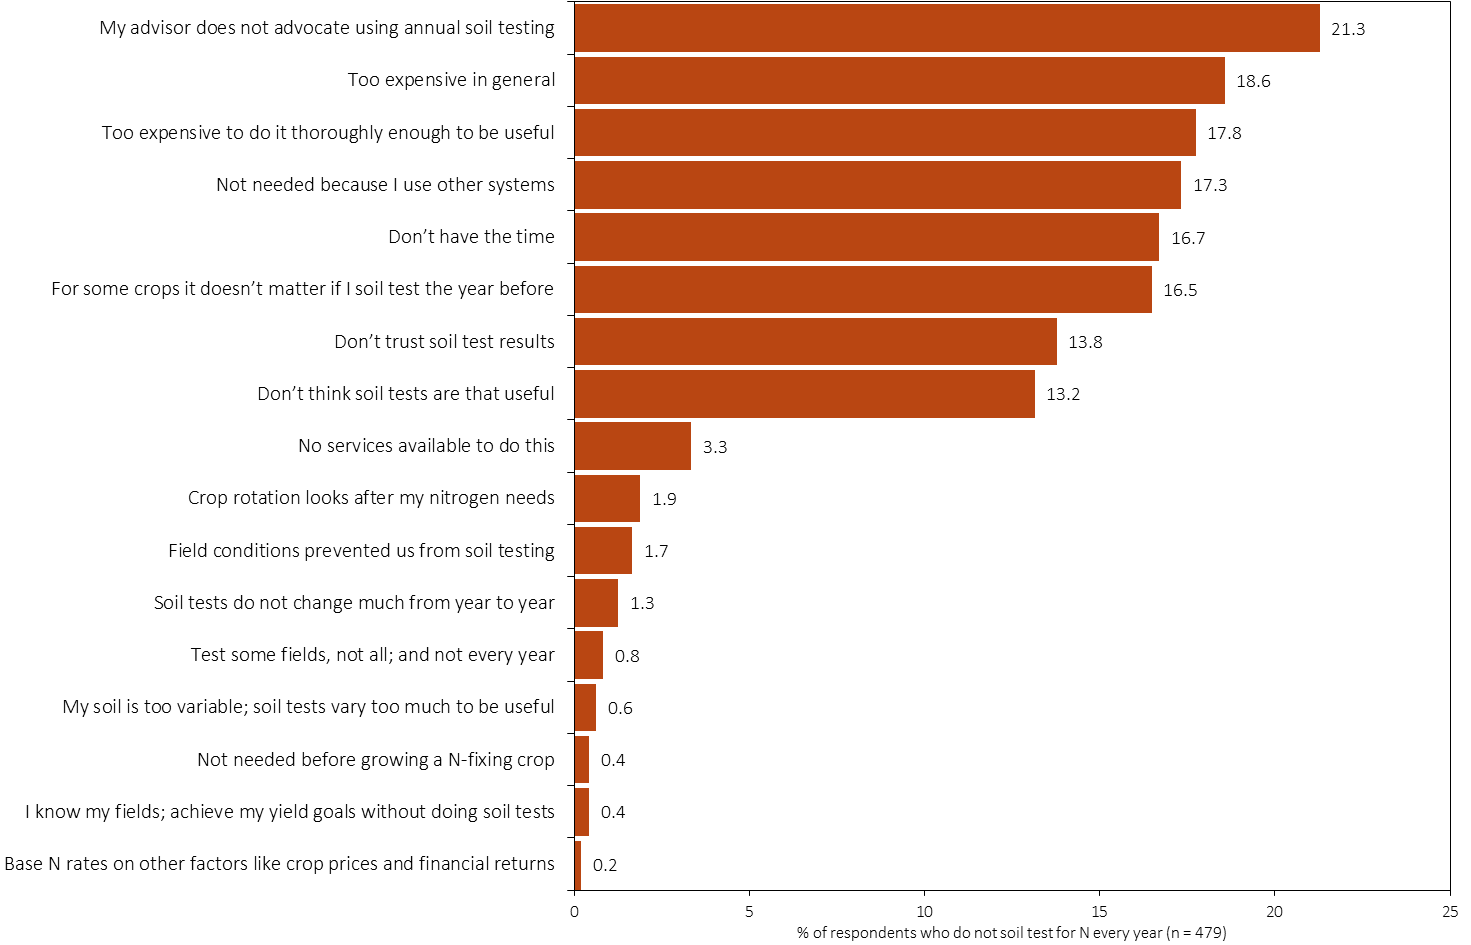 My advisor does not advocate using annual soil testing 21.3
Too expensive in general 18.6
Too expensive to do it thoroughly enough to be useful 17.8
Not needed because I use other systems 17.3
Don’t have the time 16.7
For some crops it doesn’t matter if I soil test the year before 16.5
Don’t trust soil test results 13.8
Don’t think soil tests are that useful 13.2
No services available to do this 3.3
Crop rotation looks after my nitrogen needs 1.9
Field conditions prevented us from soil testing 1.7
Soil tests do not change much from year to year 1.3
Test some fields, not all; and not every year 0.8
My soil is too variable; soil tests vary too much to be useful 0.6
Not needed before growing a N-fixing crop 0.4
I know my fields; achieve my yield goals without doing soil tests 0.4
Base N rates on other factors like crop prices and financial returns 0.2
0 5 10 15 20 25
% of respondents who do not soil test for N every year (n = 479)